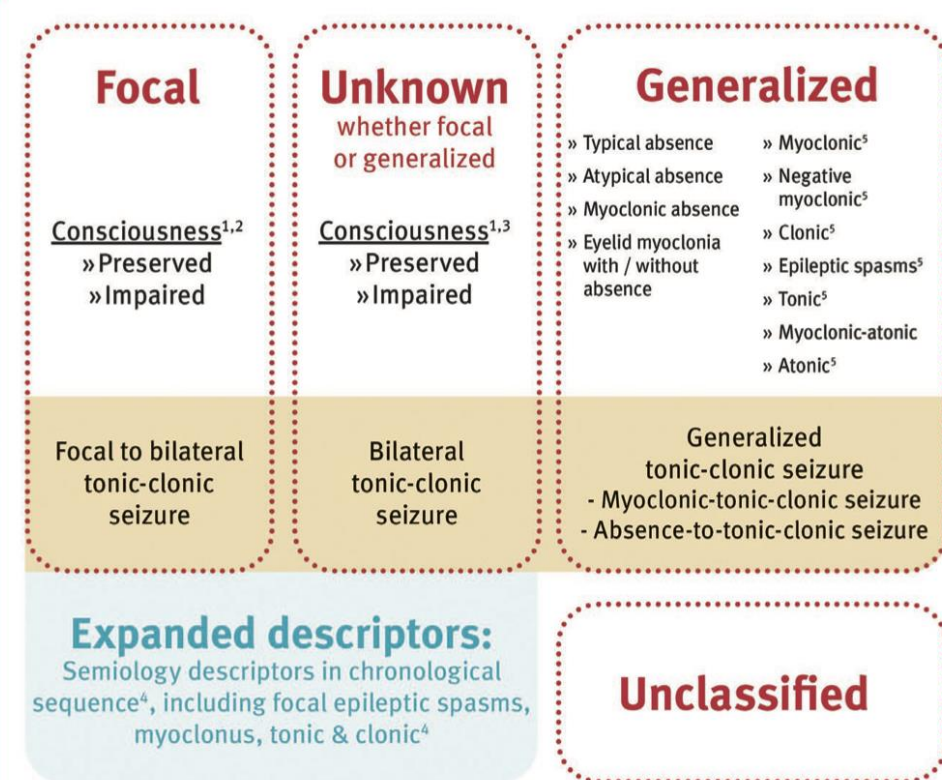 Focal
Consciousness¹,²
» Preserved
» Impaired
Focal to bilateral
tonic-clonic
seizure
Unknown
whether focal
or generalized
Consciousness¹,³
» Preserved
» Impaired
Bilateral
tonic-clonic
seizure
Generalized
» Typical absence
» Atypical absence
» Myoclonic absence
» Eyelid myoclonia
with / without
absence
» Myoclonic⁵
» Negative
myoclonic⁵
» Clonic⁵
» Epileptic spasms⁵
» Tonic⁵
» Myoclonic-atonic
» Atonic⁵
Generalized
tonic-clonic seizure
- Myoclonic-tonic-clonic seizure
- Absence-to-tonic-clonic seizure
Expanded descriptors:
Semiology descriptors in chronological
sequence⁴, including focal epileptic spasms,
myoclonus, tonic & clonic⁴
Unclassified